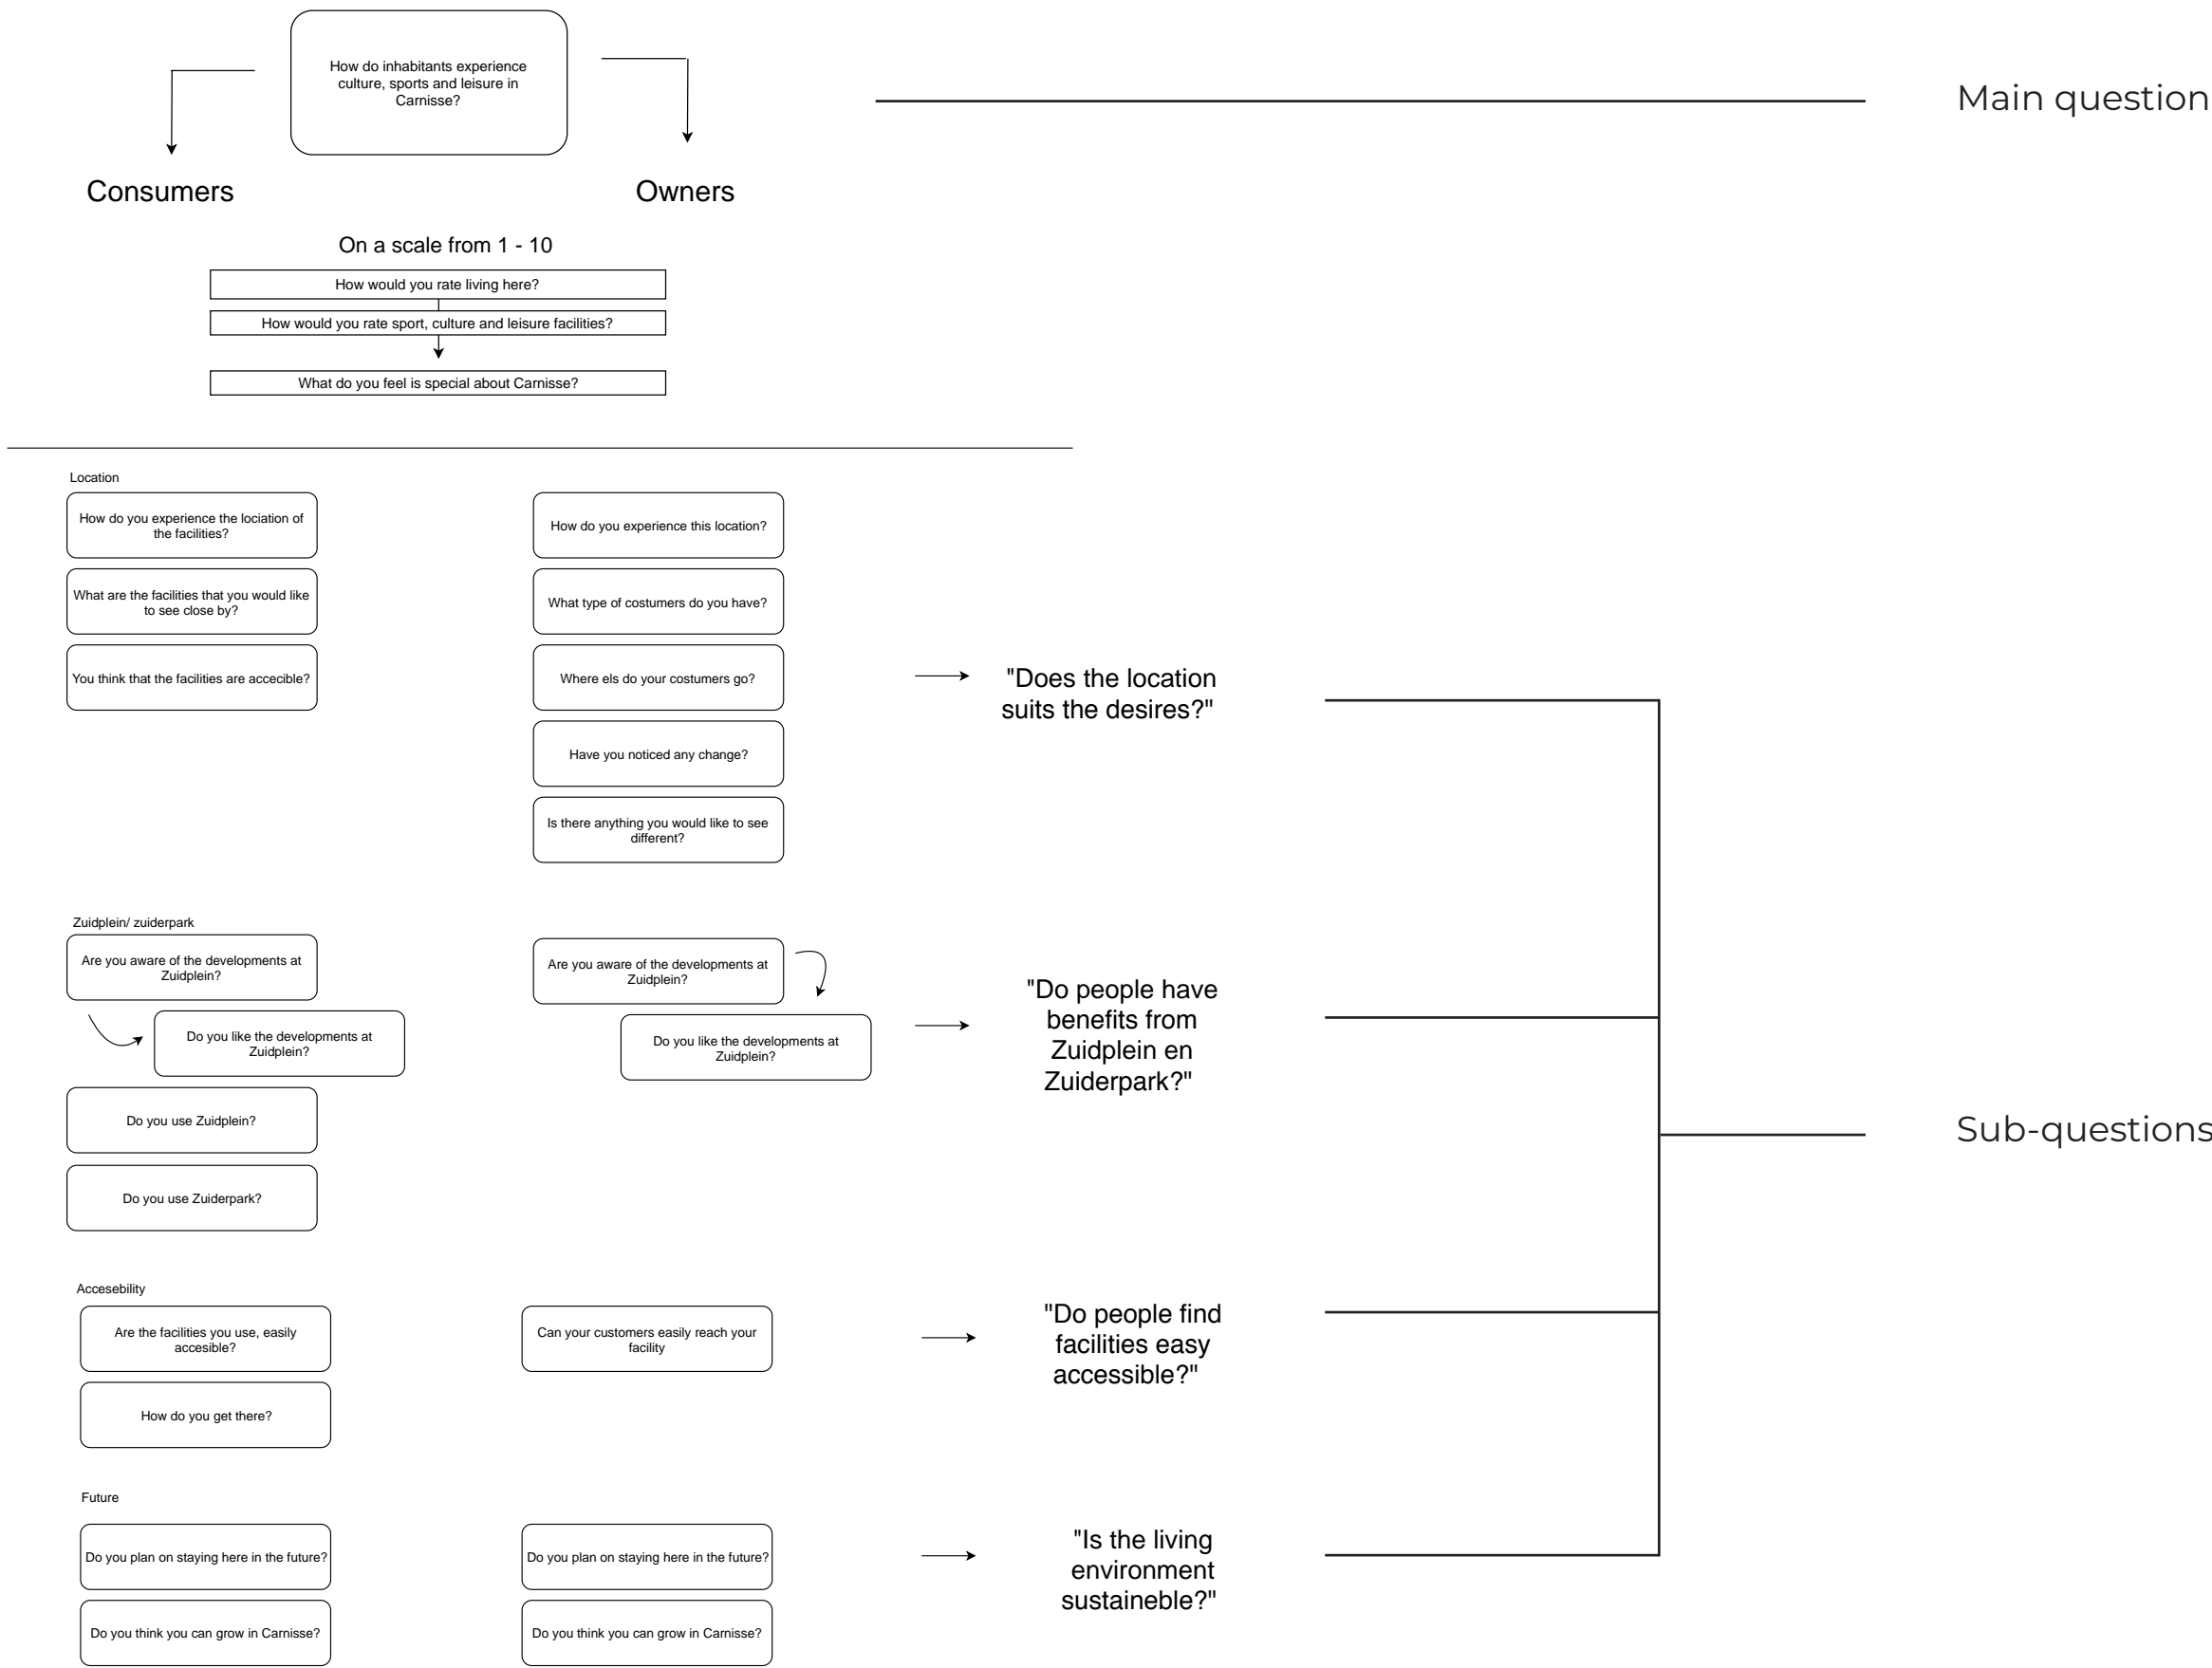 How do inhabitants experience
culture, sports and leisure in
Carnisse?
Main question
Consumers
Owners
On a scale from 1 - 10
How would you rate living here?
How would you rate sport, culture and leisure facilities?
What do you feel is special about Carnisse?
Location
How do you experience the lociation of
the facilities?
What are the facilities that you would like
to see close by?
You think that the facilities are accecible?
How do you experience this location?
What type of costumers do you have?
Where els do your costumers go?
Have you noticed any change?
Is there anything you would like to see
different?
"Does the location
suits the desires?"
Zuidplein/ zuiderpark
Are you aware of the developments at
Zuidplein?
Do you like the developments at
Zuidplein?
Do you use Zuidplein?
Do you use Zuiderpark?
Are you aware of the developments at
Zuidplein?
Do you like the developments at
Zuidplein?
"Do people have
benefits from
Zuidplein en
Zuiderpark?"
Sub-questions
Accesebility
Are the facilities you use, easily
accesible?
How do you get there?
Can your customers easily reach your
facility
"Do people find
facilities easy
accessible?"
Future
Do you plan on staying here in the future?
Do you think you can grow in Carnisse?
Do you plan on staying here in the future?
Do you think you can grow in Carnisse?
"Is the living
environment
sustaineble?"